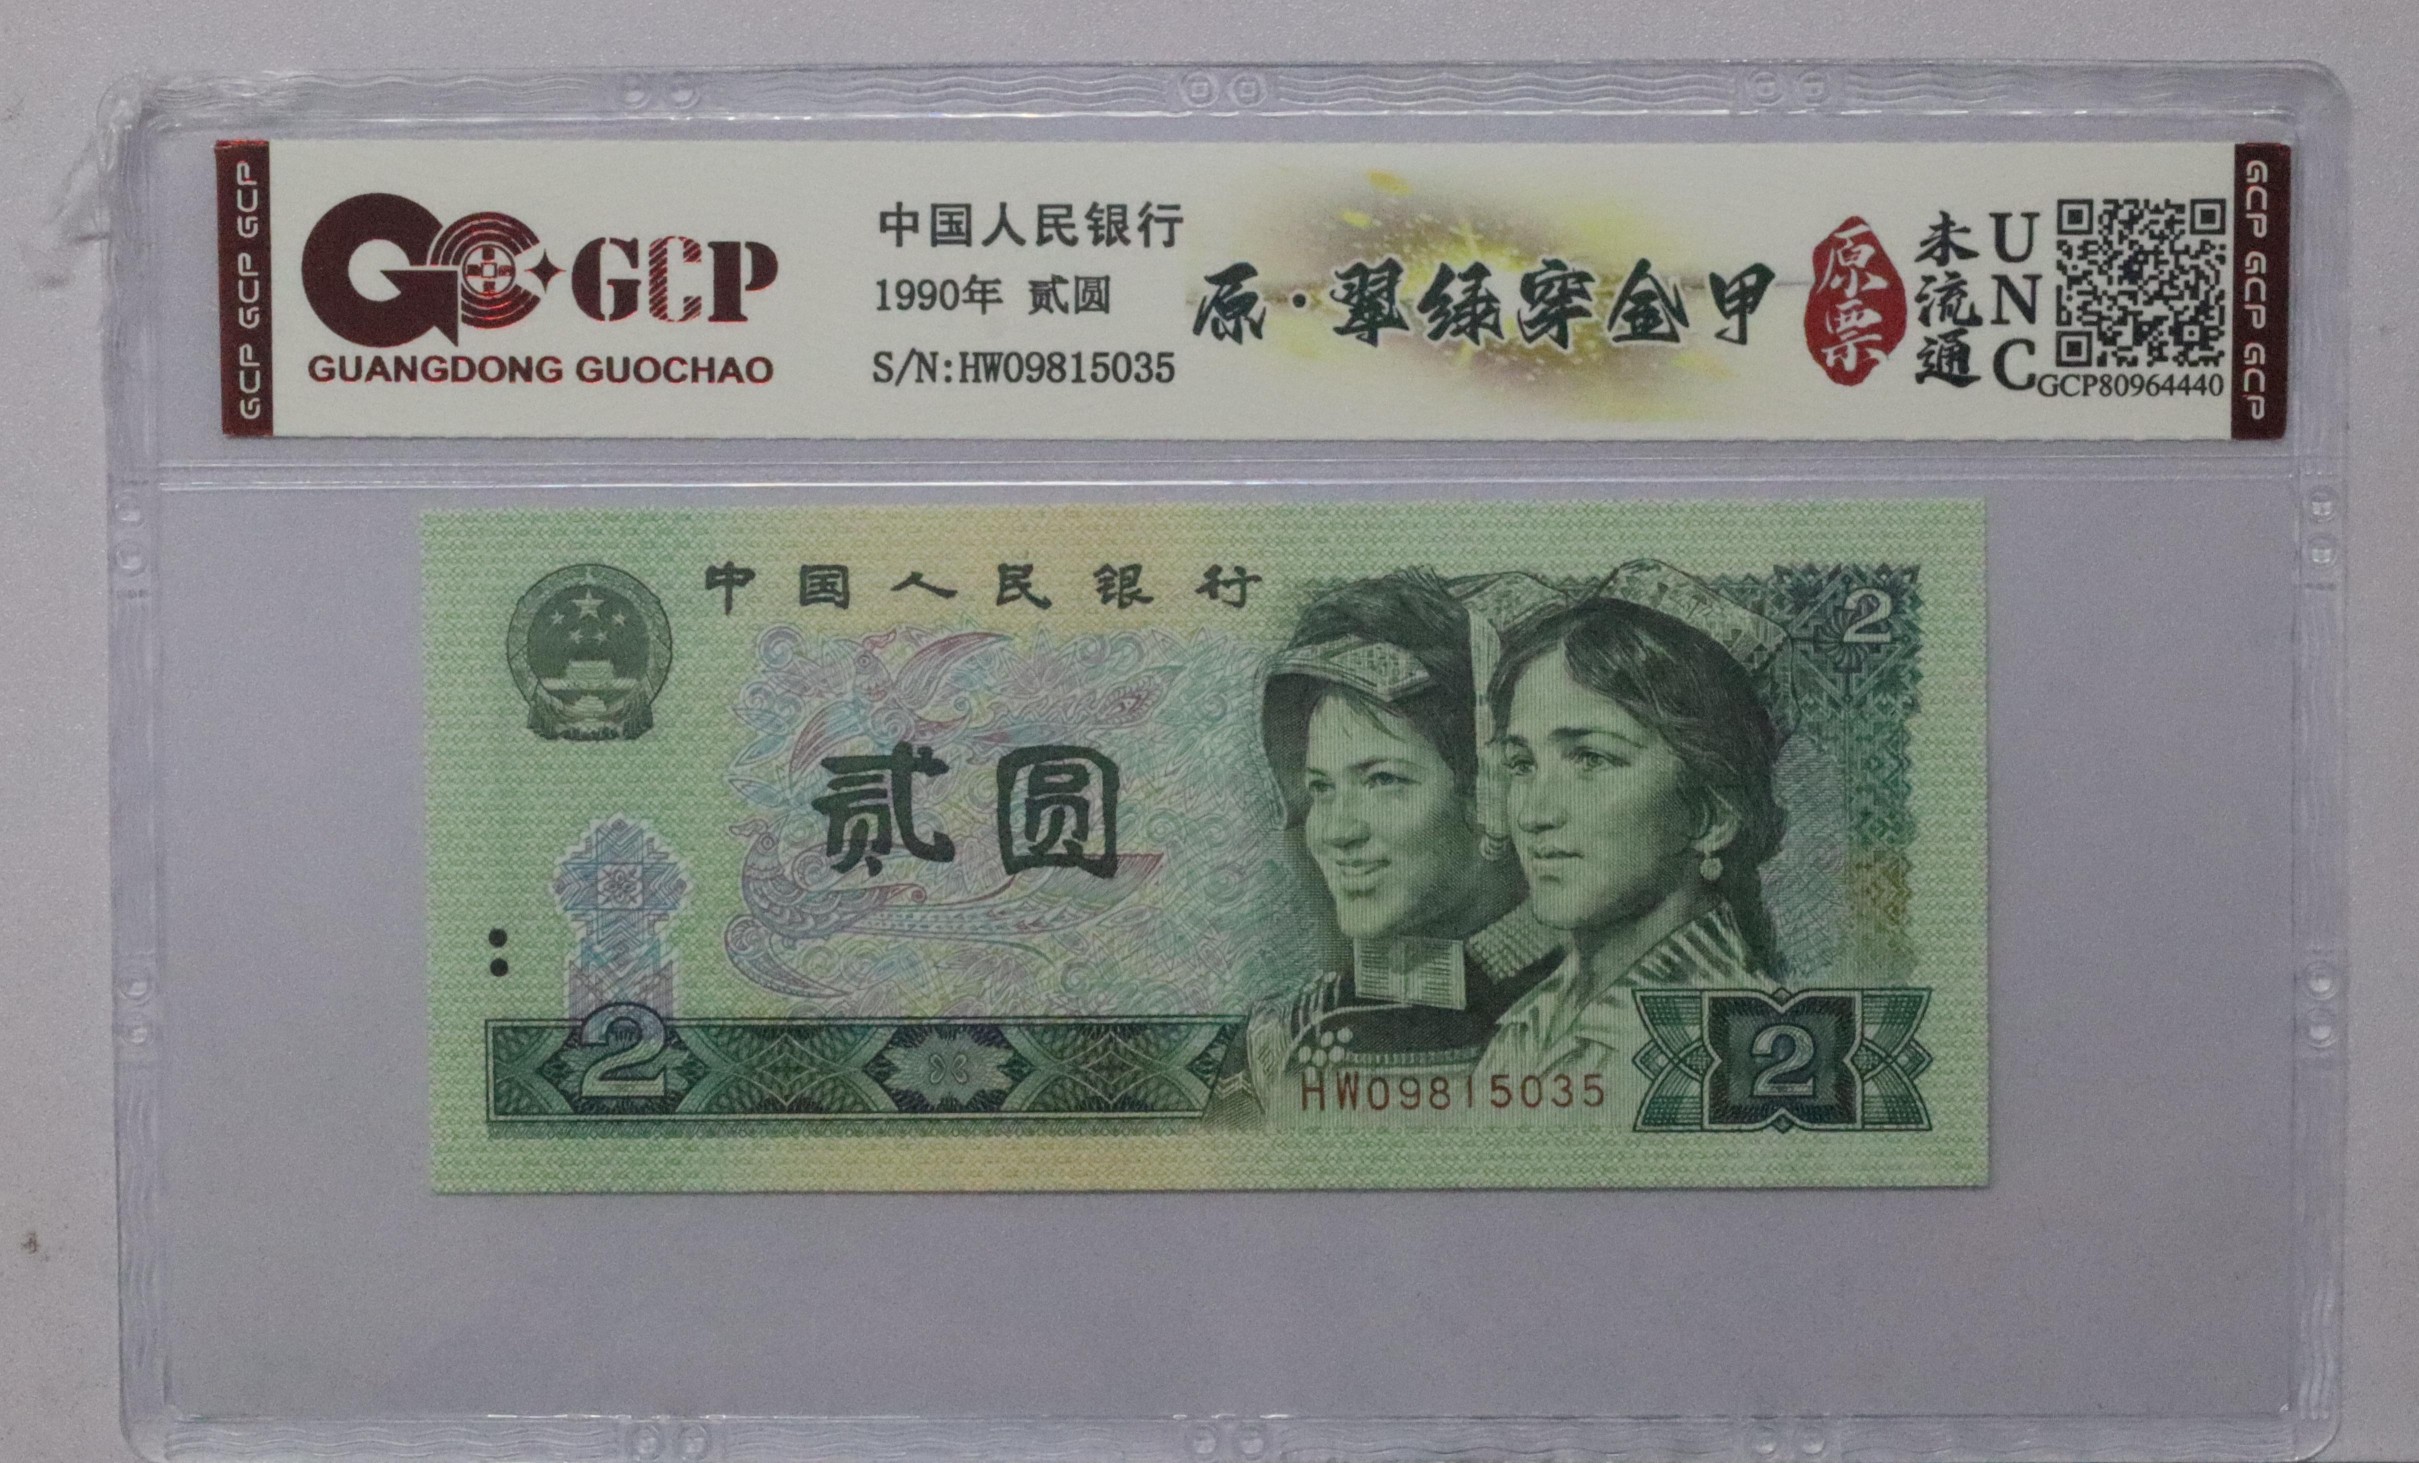 GCP GCP GCP
GCP
GUANGDONG GUOCHAO
中国人民银行
1990年 贰圆
S/N:HW09815035
原·翠绿穿金甲
原票
未流通
UNC
GCP80964440
GCP GCP GCP
中国人民银行
2
贰圆
2
HW09815035
2